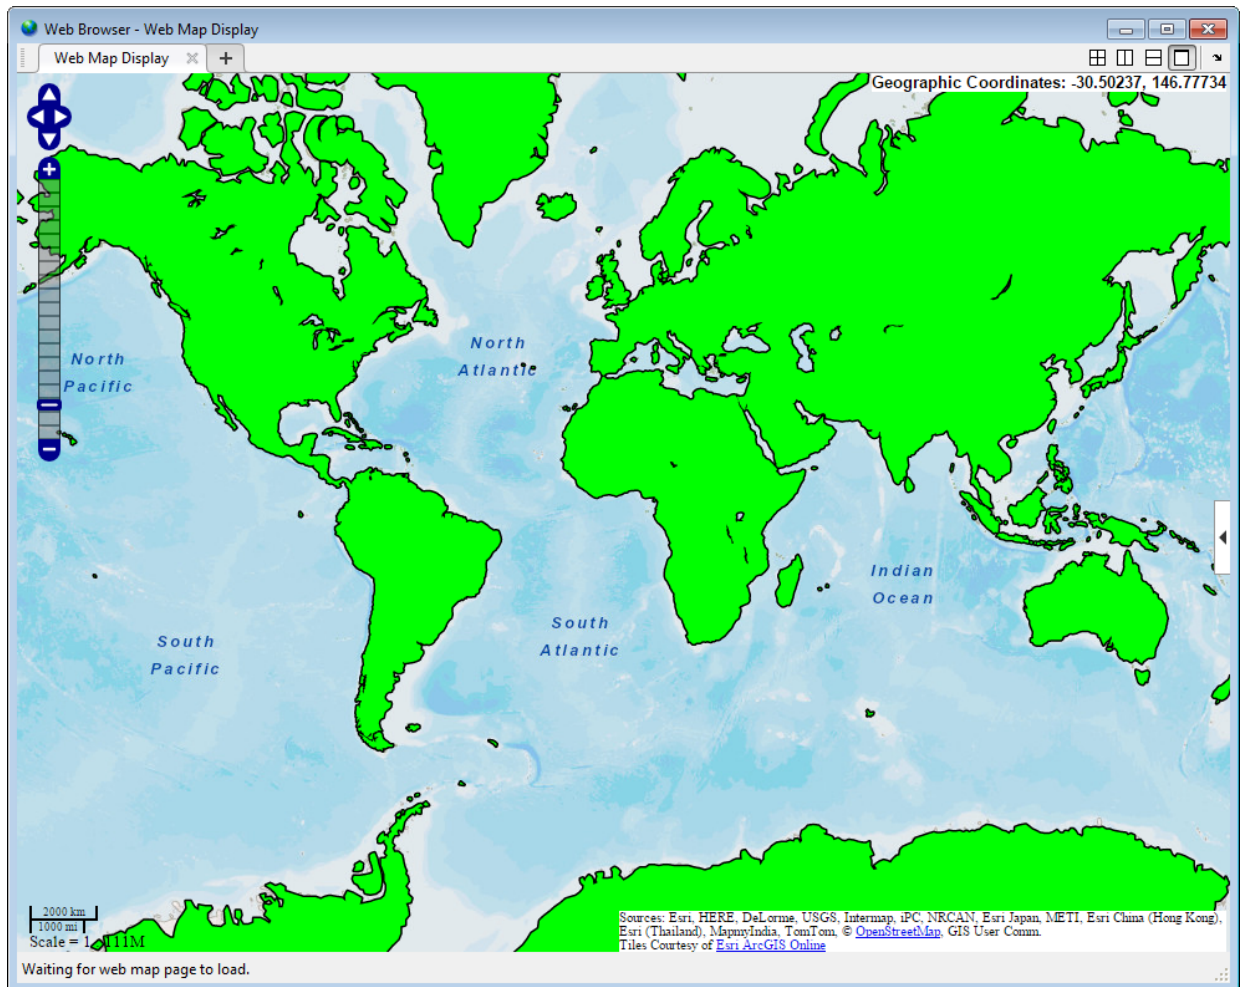 Web Browser - Web Map Display
Web Map Display
Geographic Coordinates: -30.50237, 146.77734
North
Atlantic
North
Pacific
Indian
Ocean
South
Atlantic
South
Pacific
2000 km
1000 mi
Scale = 1 : 111M
Sources: Esri, HERE, DeLorme, USGS, Intermap, iPC, NRCAN, Esri Japan, METI, Esri China (Hong Kong),
Esri (Thailand), MapmyIndia, TomTom, © OpenStreetMap, GIS User Comm.
Tiles Courtesy of Esri ArcGIS Online
Waiting for web map page to load.